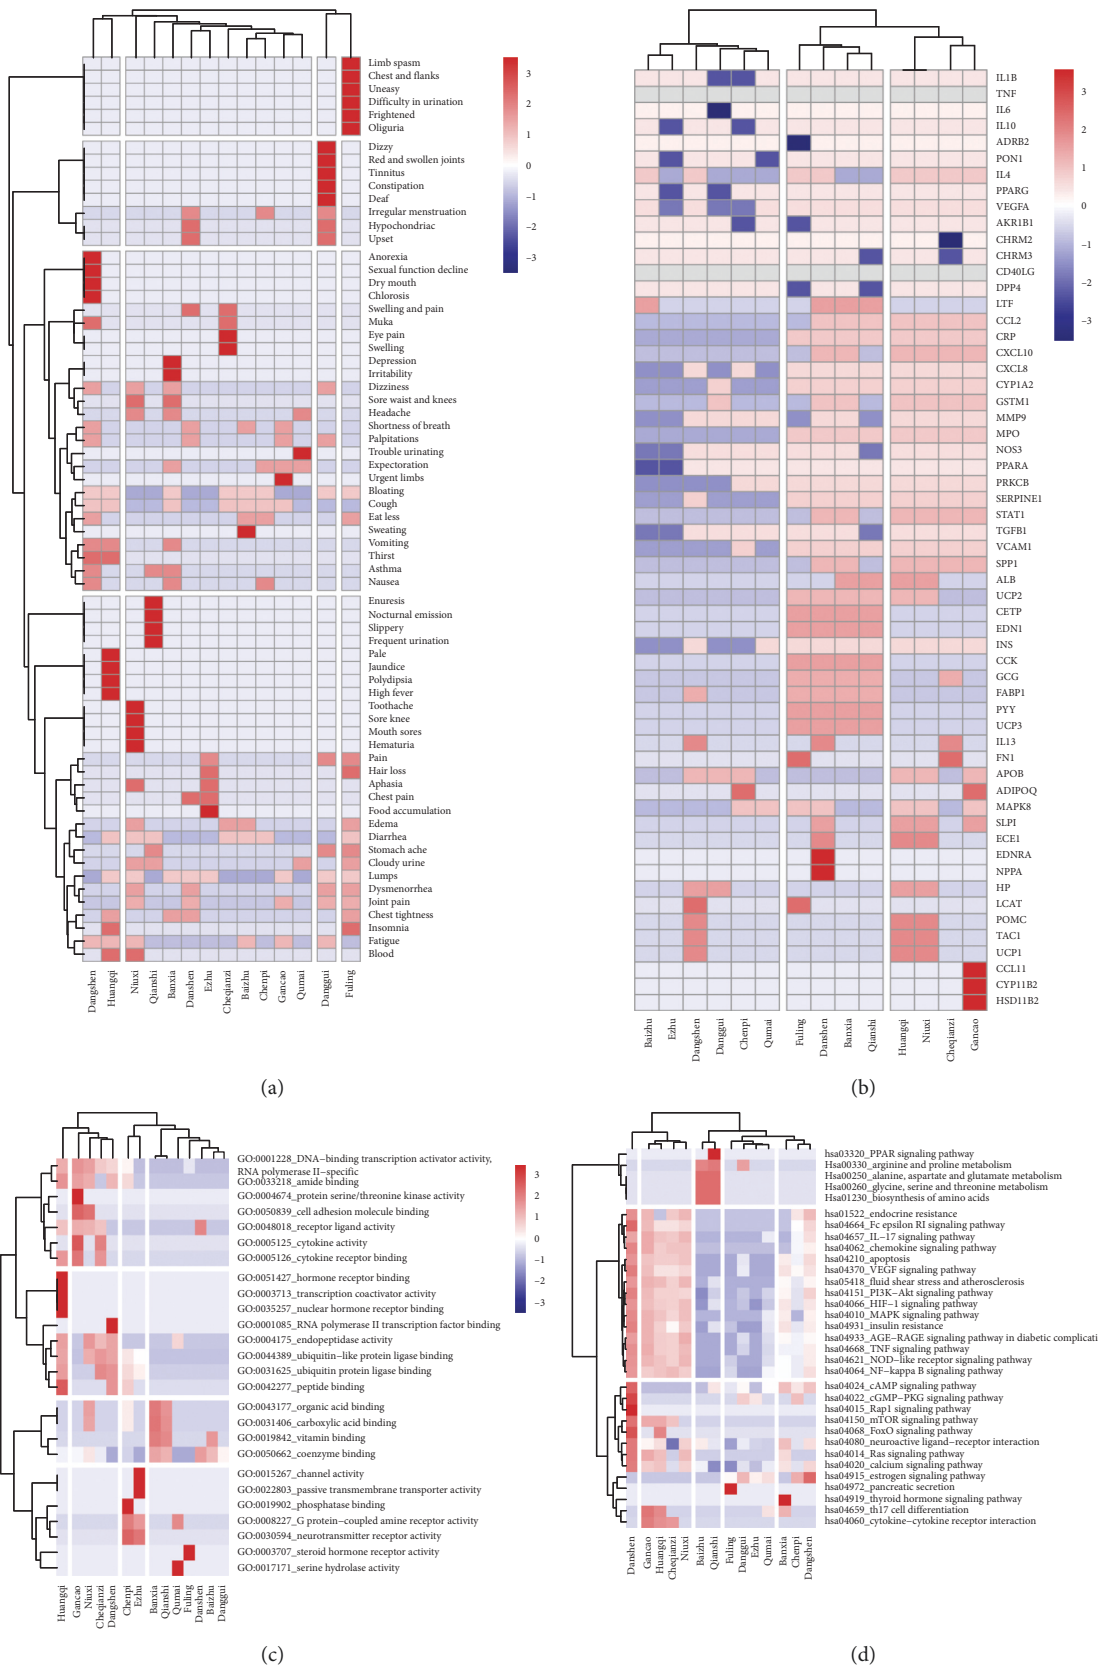 Limb spasm
Chest and flanks
Uneasy
Difficulty in urination
Frightened
Oliguria
Dizzy
Red and swollen joints
Tinnitus
Constipation
Deaf
Irregular menstruation
Hypochondriac
Upset
Anorexia
Sexual function decline
Dry mouth
Chlorosis
Swelling and pain
Muka
Eye pain
Swelling
Depression
Irritability
Dizziness
Sore waist and knees
Headache
Shortness of breath
Palpitations
Trouble urinating
Expectoration
Urgent limbs
Bloating
Cough
Eat less
Sweating
Vomiting
Thirst
Asthma
Nausea
Enuresis
Nocturnal emission
Slippery
Frequent urination
Pale
Jaundice
Polydipsia
High fever
Toothache
Sore knee
Mouth sores
Hematuria
Pain
Hair loss
Aphasia
Chest pain
Food accumulation
Edema
Diarrhea
Stomach ache
Cloudy urine
Lumps
Dysmenorrhea
Joint pain
Chest tightness
Insomnia
Fatigue
Blood
3
2
1
0
−1
−2
−3
Dangshen
Huangqi
Niuxi
Qianshi
Banxia
Danshen
Ezhu
Cheqianzi
Baizhu
Chenpi
Gancao
Qumai
Danggui
Fuling
(a)
IL1B
TNF
IL6
IL10
ADRB2
PON1
IL4
PPARG
VEGFA
AKR1B1
CHRM2
CHRM3
CD40LG
DPP4
LTF
CCL2
CRP
CXCL10
CXCL8
CYP1A2
GSTM1
MMP9
MPO
NOS3
PPARA
PRKCB
SERPINE1
STAT1
TGFB1
VCAM1
SPP1
ALB
UCP2
CETP
EDN1
INS
CCK
GCG
FABP1
PYY
UCP3
IL13
FN1
APOB
ADIPOQ
MAPK8
SLPI
ECE1
EDNRA
NPPA
HP
LCAT
POMC
TAC1
UCP1
CCL11
CYP11B2
HSD11B2
3
2
1
0
−1
−2
−3
Baizhu
Ezhu
Dangshen
Danggui
Chenpi
Qumai
Fuling
Danshen
Banxia
Qianshi
Huangqi
Niuxi
Cheqianzi
Gancao
(b)
GO:0001228_DNA−binding transcription activator activity,
RNA polymerase II−specific
GO:0033218_amide binding
GO:0004674_protein serine/threonine kinase activity
GO:0050839_cell adhesion molecule binding
GO:0048018_receptor ligand activity
GO:0005125_cytokine activity
GO:0005126_cytokine receptor binding
GO:0051427_hormone receptor binding
GO:0003713_transcription coactivator activity
GO:0035257_nuclear hormone receptor binding
GO:0001085_RNA polymerase II transcription factor binding
GO:0004175_endopeptidase activity
GO:0044389_ubiquitin−like protein ligase binding
GO:0031625_ubiquitin protein ligase binding
GO:0042277_peptide binding
GO:0043177_organic acid binding
GO:0031406_carboxylic acid binding
GO:0019842_vitamin binding
GO:0050662_coenzyme binding
GO:0015267_channel activity
GO:0022803_passive transmembrane transporter activity
GO:0019902_phosphatase binding
GO:0008227_G protein−coupled amine receptor activity
GO:0030594_neurotransmitter receptor activity
GO:0003707_steroid hormone receptor activity
GO:0017171_serine hydrolase activity
3
2
1
0
−1
−2
−3
Huangqi
Gancao
Niuxi
Cheqianzi
Dangshen
Chenpi
Ezhu
Banxia
Qianshi
Qumai
Fuling
Danshen
Baizhu
Danggui
(c)
hsa03320_PPAR signaling pathway
Hsa00330_arginine and proline metabolism
Hsa00250_alanine, aspartate and glutamate metabolism
Hsa00260_glycine, serine and threonine metabolism
Hsa01230_biosynthesis of amino acids
hsa01522_endocrine resistance
hsa04664_Fc epsilon RI signaling pathway
hsa04657_IL−17 signaling pathway
hsa04062_chemokine signaling pathway
hsa04210_apoptosis
hsa04370_VEGF signaling pathway
hsa05418_fluid shear stress and atherosclerosis
hsa04151_PI3K−Akt signaling pathway
hsa04066_HIF−1 signaling pathway
hsa04010_MAPK signaling pathway
hsa04931_insulin resistance
hsa04933_AGE−RAGE signaling pathway in diabetic complicati
hsa04668_TNF signaling pathway
hsa04621_NOD−like receptor signaling pathway
hsa04064_NF−kappa B signaling pathway
hsa04024_cAMP signaling pathway
hsa04022_cGMP−PKG signaling pathway
hsa04015_Rap1 signaling pathway
hsa04150_mTOR signaling pathway
hsa04068_FoxO signaling pathway
hsa04080_neuroactive ligand−receptor interaction
hsa04014_Ras signaling pathway
hsa04020_calcium signaling pathway
hsa04915_estrogen signaling pathway
hsa04972_pancreatic secretion
hsa04919_thyroid hormone signaling pathway
hsa04659_th17 cell differentiation
hsa04060_cytokine−cytokine receptor interaction
Danshen
Gancao
Huangqi
Cheqianzi
Niuxi
Baizhu
Qianshi
Fuling
Danggui
Ezhu
Qumai
Banxia
Chenpi
Dangshen
(d)